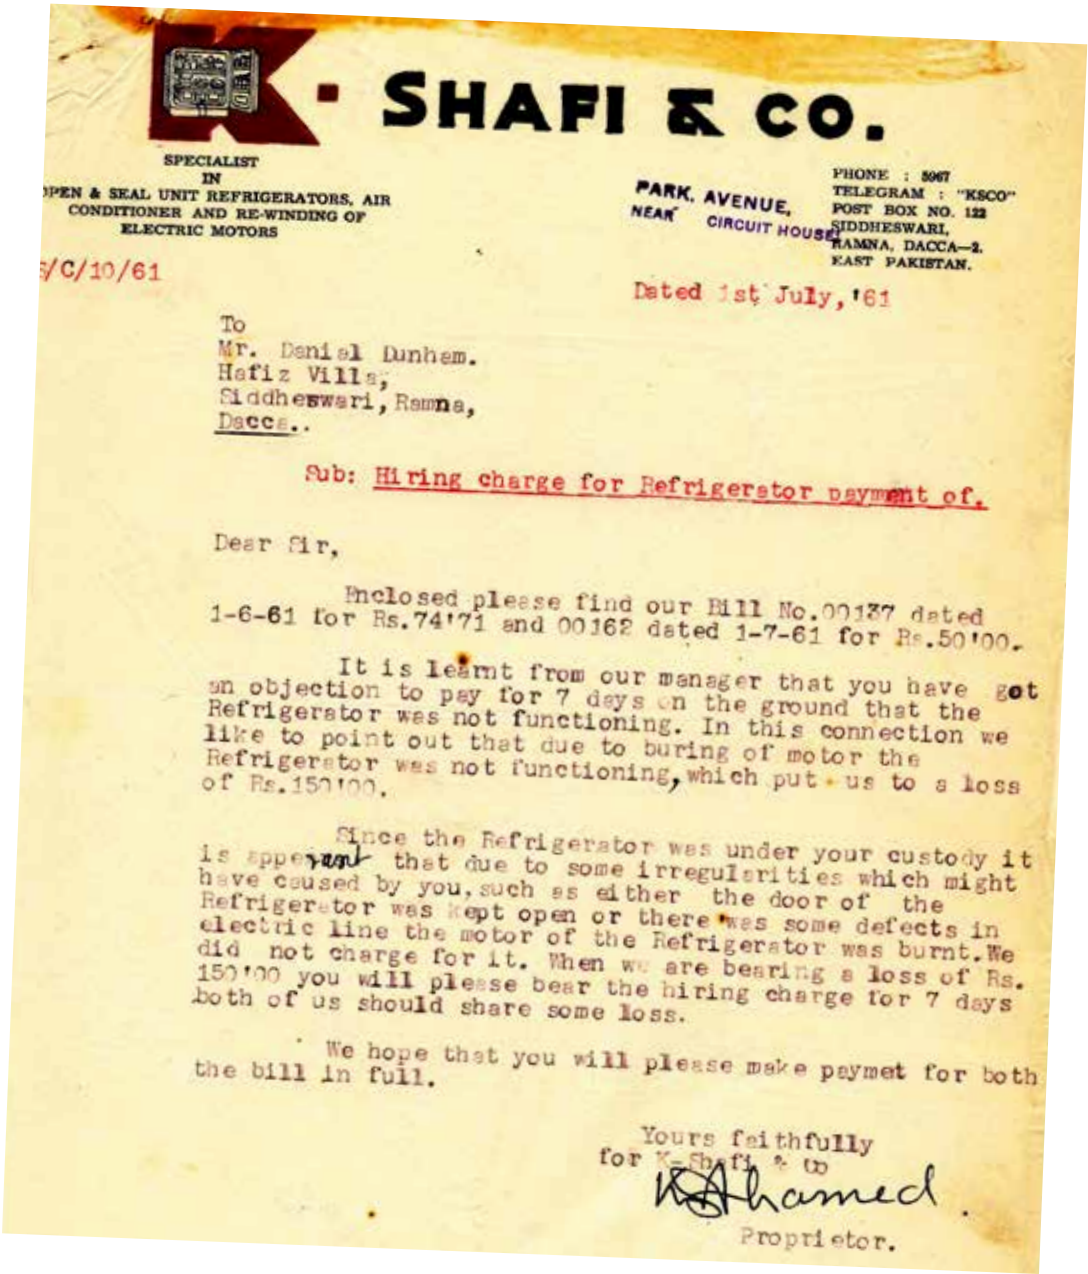 K. SHAFI & CO.
SPECIALIST
IN
OPEN & SEAL UNIT REFRIGERATORS, AIR
CONDITIONER AND RE-WINDING OF
ELECTRIC MOTORS
PARK, AVENUE,
NEAR CIRCUIT HOUSE
PHONE : 5967
TELEGRAM : "KSCO"
POST BOX NO. 122
SIDDHESWARI,
RAMNA, DACCA—2.
EAST PAKISTAN.
/C/10/61
Dated 1st July,'61
To
Mr. Danial Dunham.
Hafiz Villa,
Siddheswari,Ramna,
Dacca..
Sub: Hiring charge for Refrigerator payment of.
Dear Sir,
Enclosed please find our Bill No.00137 dated
1-6-61 for Rs.74'71 and 00162 dated 1-7-61 for Rs.50'00.
It is learnt from our manager that you have got
an objection to pay for 7 days on the ground that the
Refrigerator was not functioning. In this connection we
like to point out that due to buring of motor the
Refrigerator was not functioning,which put us to a loss
of Rs.150'00.
Since the Refrigerator was under your custody it
is apperant that due to some irregularities which might
have caused by you,such as either the door of the
Refrigerator was kept open or there was some defects in
electric line the motor of the Refrigerator was burnt.We
did not charge for it. When we are bearing a loss of Rs.
150'00 you will please bear the hiring charge for 7 days
both of us should share some loss.
We hope that you will please make paymet for both
the bill in full.
Yours faithfully
for K-Shafi & Co
Ahamed.
Proprietor.